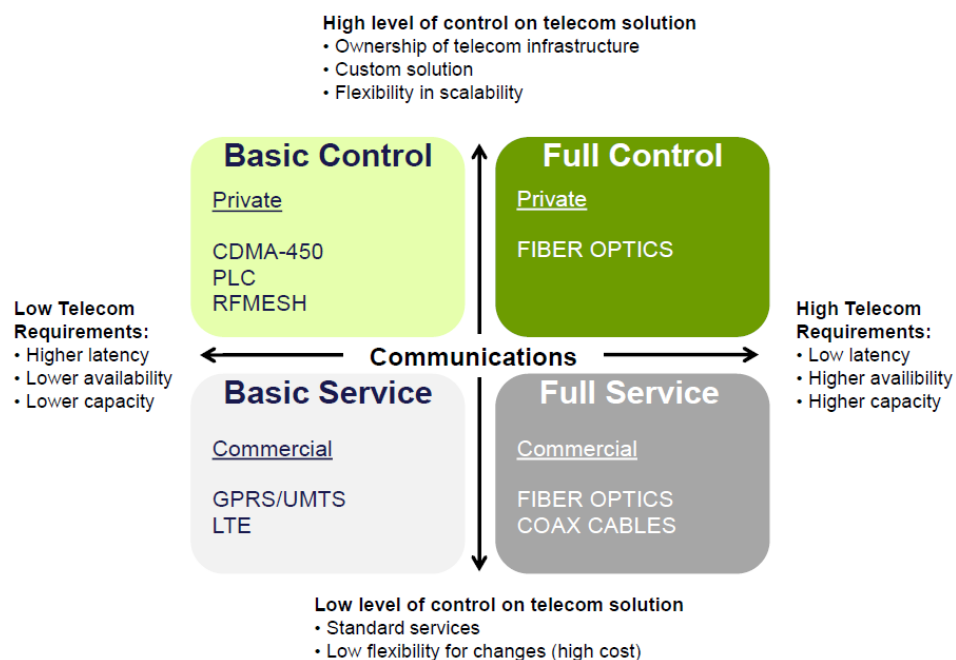 High level of control on telecom solution
• Ownership of telecom infrastructure
• Custom solution
• Flexibility in scalability
Basic Control
Private
CDMA-450
PLC
RFMESH
Full Control
Private
FIBER OPTICS
Low Telecom
Requirements:
• Higher latency
• Lower availability
• Lower capacity
Communications
High Telecom
Requirements:
• Low latency
• Higher availibility
• Higher capacity
Basic Service
Commercial
GPRS/UMTS
LTE
Full Service
Commercial
FIBER OPTICS
COAX CABLES
Low level of control on telecom solution
• Standard services
• Low flexibility for changes (high cost)